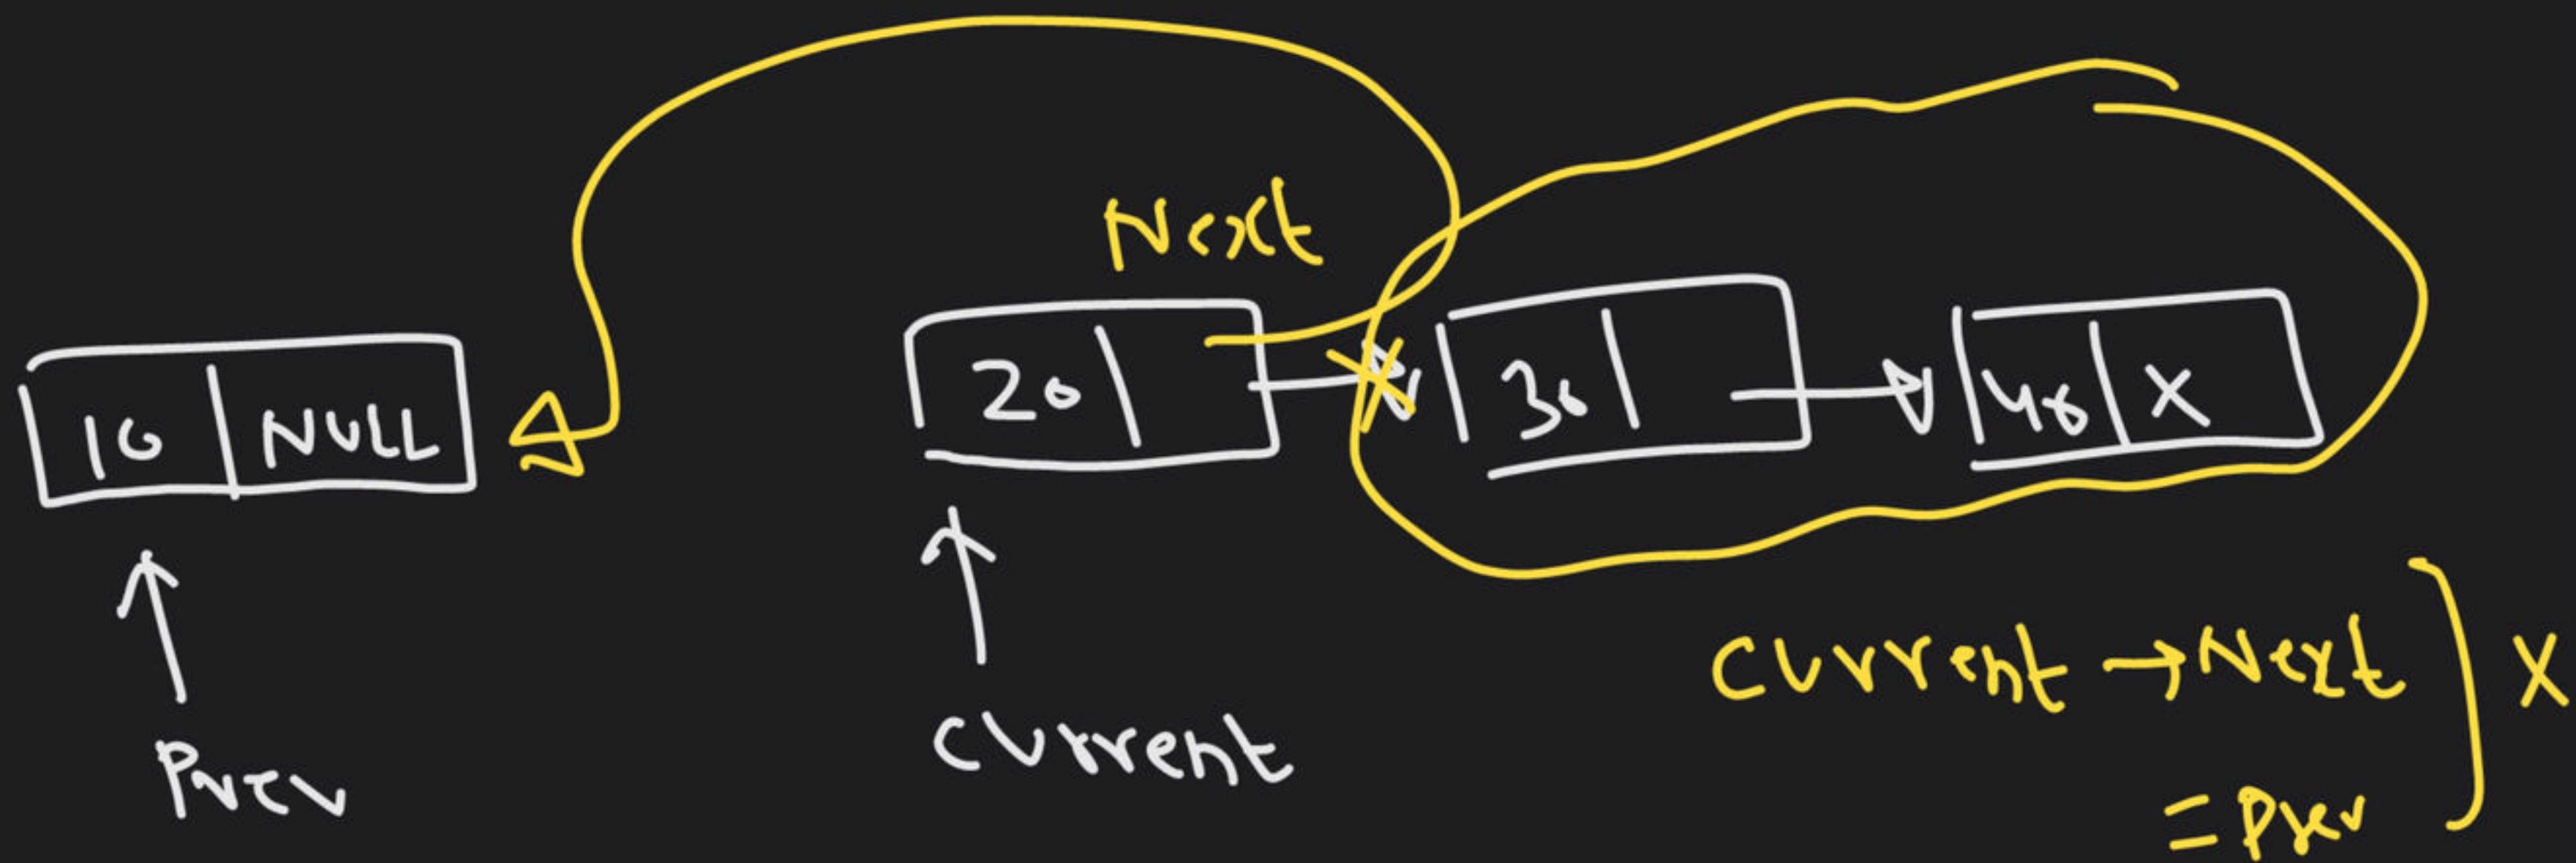 Next
10 NULL
20
30
40 X
Prev
Current
Current → Next
= Prev
X